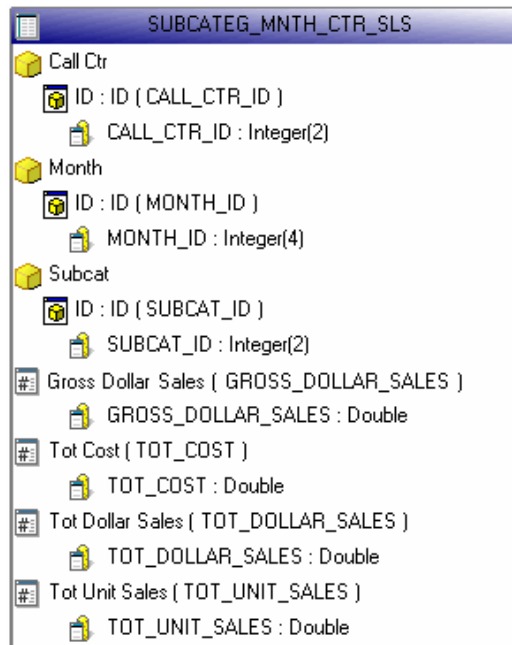 SUBCATEG_MNTH_CTR_SLS
Call Ctr
ID : ID ( CALL_CTR_ID )
CALL_CTR_ID : Integer(2)
Month
ID : ID ( MONTH_ID )
MONTH_ID : Integer(4)
Subcat
ID : ID ( SUBCAT_ID )
SUBCAT_ID : Integer(2)
Gross Dollar Sales ( GROSS_DOLLAR_SALES )
GROSS_DOLLAR_SALES : Double
Tot Cost ( TOT_COST )
TOT_COST : Double
Tot Dollar Sales ( TOT_DOLLAR_SALES )
TOT_DOLLAR_SALES : Double
Tot Unit Sales ( TOT_UNIT_SALES )
TOT_UNIT_SALES : Double